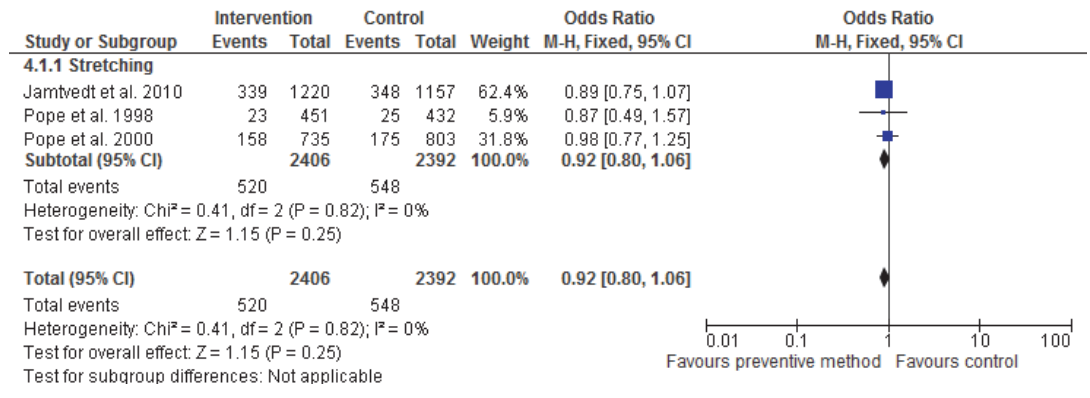 Intervention Control Odds Ratio Odds Ratio
Study or Subgroup Events Total Events Total Weight M-H, Fixed, 95% CI M-H, Fixed, 95% CI
4.1.1 Stretching
Jamtvedt et al. 2010 339 1220 348 1157 62.4% 0.89 [0.75, 1.07]
Pope et al. 1998 23 451 25 432 5.9% 0.87 [0.49, 1.57]
Pope et al. 2000 158 735 175 803 31.8% 0.98 [0.77, 1.25]
Subtotal (95% CI) 2406 2392 100.0% 0.92 [0.80, 1.06]
Total events 520 548
Heterogeneity: Chi² = 0.41, df = 2 (P = 0.82); I² = 0%
Test for overall effect: Z = 1.15 (P = 0.25)
Total (95% CI) 2406 2392 100.0% 0.92 [0.80, 1.06]
Total events 520 548
Heterogeneity: Chi² = 0.41, df = 2 (P = 0.82); I² = 0%
Test for overall effect: Z = 1.15 (P = 0.25)
Test for subgroup differences: Not applicable
0.01 0.1 1 10 100
Favours preventive method Favours control